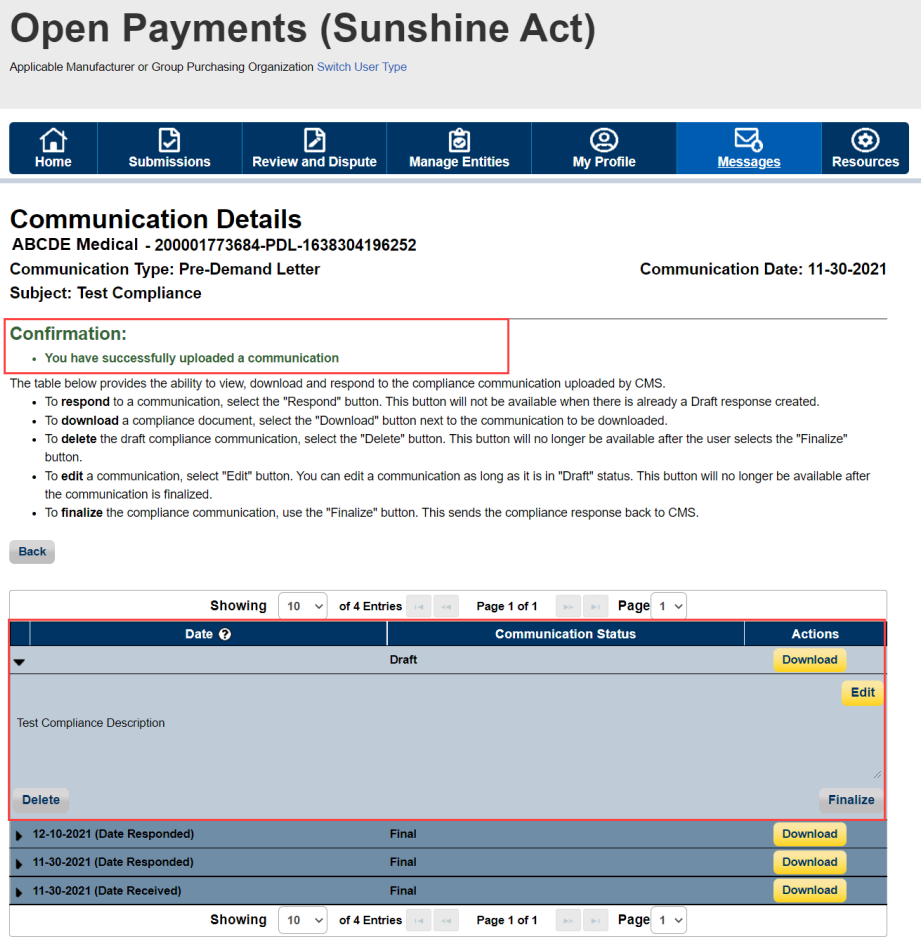 Open Payments (Sunshine Act)
Applicable Manufacturer or Group Purchasing Organization Switch User Type
Home Submissions Review and Dispute Manage Entities My Profile Messages Resources
Communication Details
ABCDE Medical - 200001773684-PDL-1638304196252
Communication Type: Pre-Demand Letter Communication Date: 11-30-2021
Subject: Test Compliance
Confirmation:
• You have successfully uploaded a communication
The table below provides the ability to view, download and respond to the compliance communication uploaded by CMS.
• To respond to a communication, select the "Respond" button. This button will not be available when there is already a Draft response created.
• To download a compliance document, select the "Download" button next to the communication to be downloaded.
• To delete the draft compliance communication, select the "Delete" button. This button will no longer be available after the user selects the "Finalize"
button.
• To edit a communication, select "Edit" button. You can edit a communication as long as it is in "Draft" status. This button will no longer be available after
the communication is finalized.
• To finalize the compliance communication, use the "Finalize" button. This sends the compliance response back to CMS.
Back
Showing 10 of 4 Entries Page 1 of 1 Page 1
Date ? Communication Status Actions
Draft Download
Edit
Test Compliance Description
Delete Finalize
12-10-2021 (Date Responded) Final Download
11-30-2021 (Date Responded) Final Download
11-30-2021 (Date Received) Final Download
Showing 10 of 4 Entries Page 1 of 1 Page 1